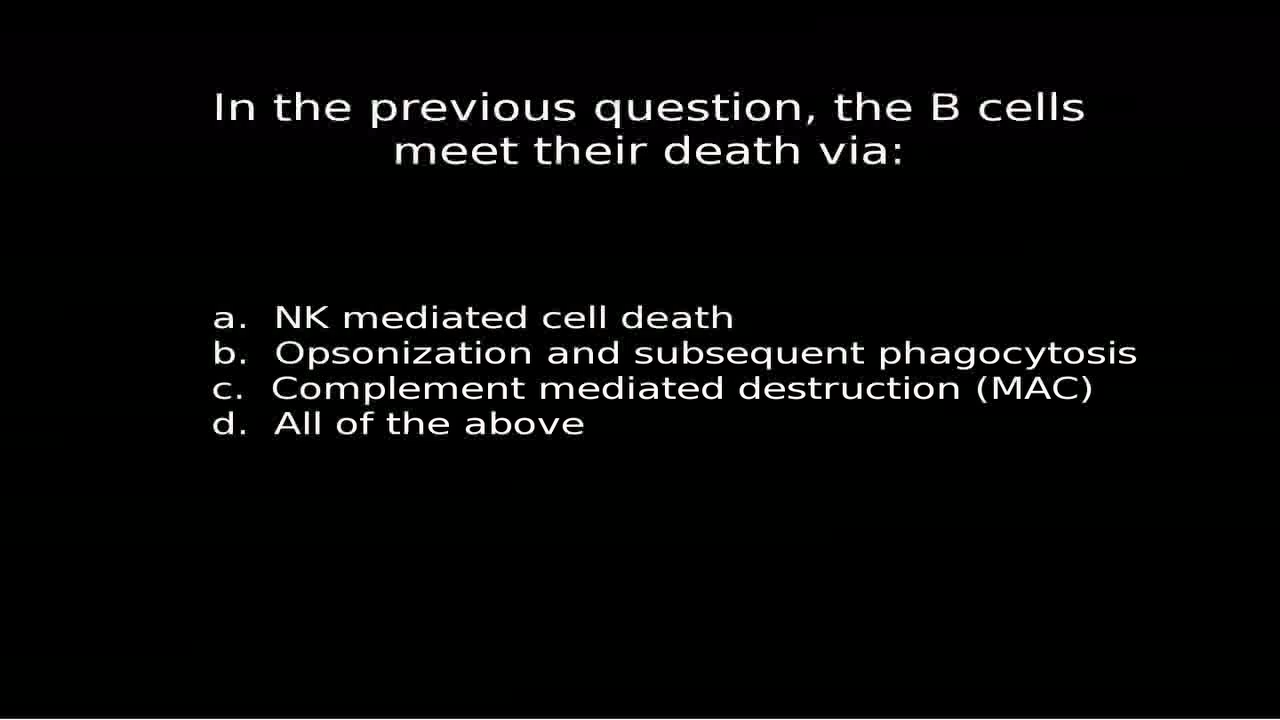 In the previous question, the B cells
meet their death via:
a. NK mediated cell death
b. Opsonization and subsequent phagocytosis
c. Complement mediated destruction (MAC)
d. All of the above